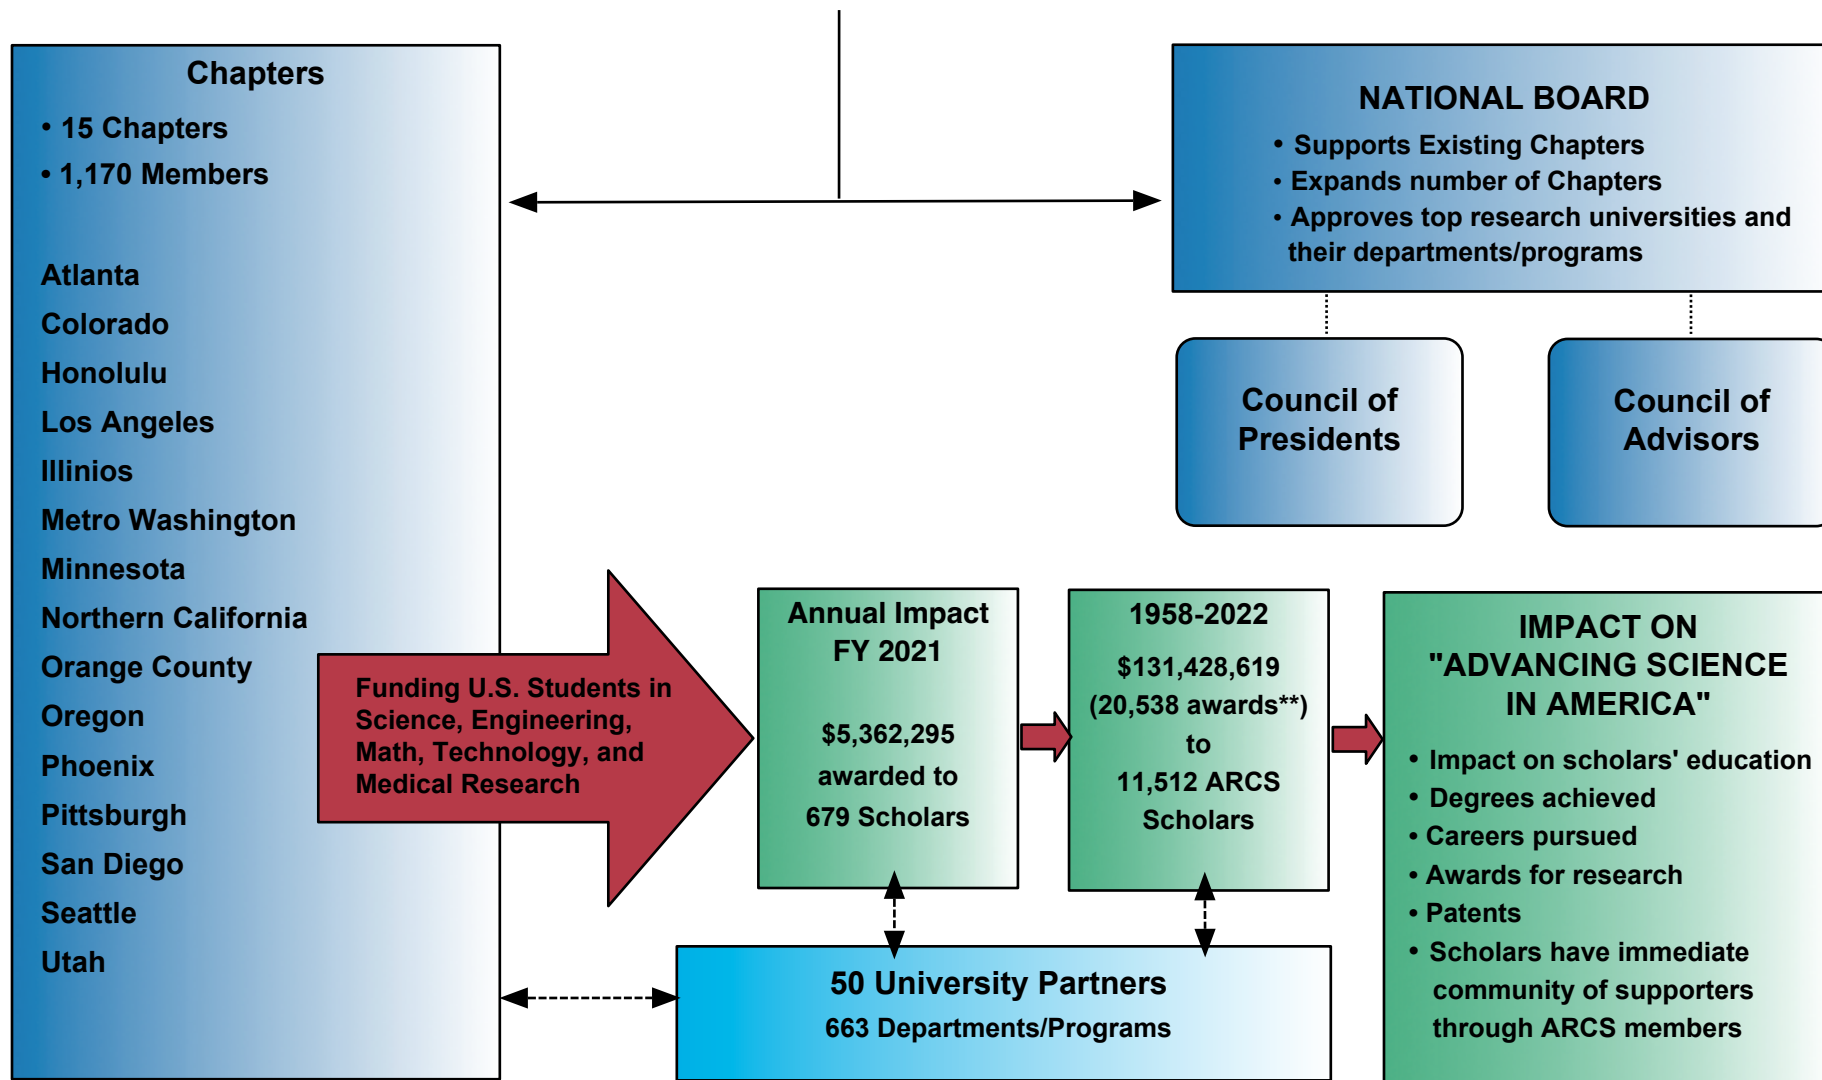 Chapters
• 15 Chapters
• 1,170 Members
Atlanta
Colorado
Honolulu
Los Angeles
Illinios
Metro Washington
Minnesota
Northern California
Orange County
Oregon
Phoenix
Pittsburgh
San Diego
Seattle
Utah
NATIONAL BOARD
• Supports Existing Chapters
• Expands number of Chapters
• Approves top research universities and
their departments/programs
Council of
Presidents
Council of
Advisors
Funding U.S. Students in
Science, Engineering,
Math, Technology, and
Medical Research
Annual Impact
FY 2021
$5,362,295
awarded to
679 Scholars
1958-2022
$131,428,619
(20,538 awards**)
to
11,512 ARCS
Scholars
IMPACT ON
"ADVANCING SCIENCE
IN AMERICA"
• Impact on scholars' education
• Degrees achieved
• Careers pursued
• Awards for research
• Patents
• Scholars have immediate
community of supporters
through ARCS members
50 University Partners
663 Departments/Programs